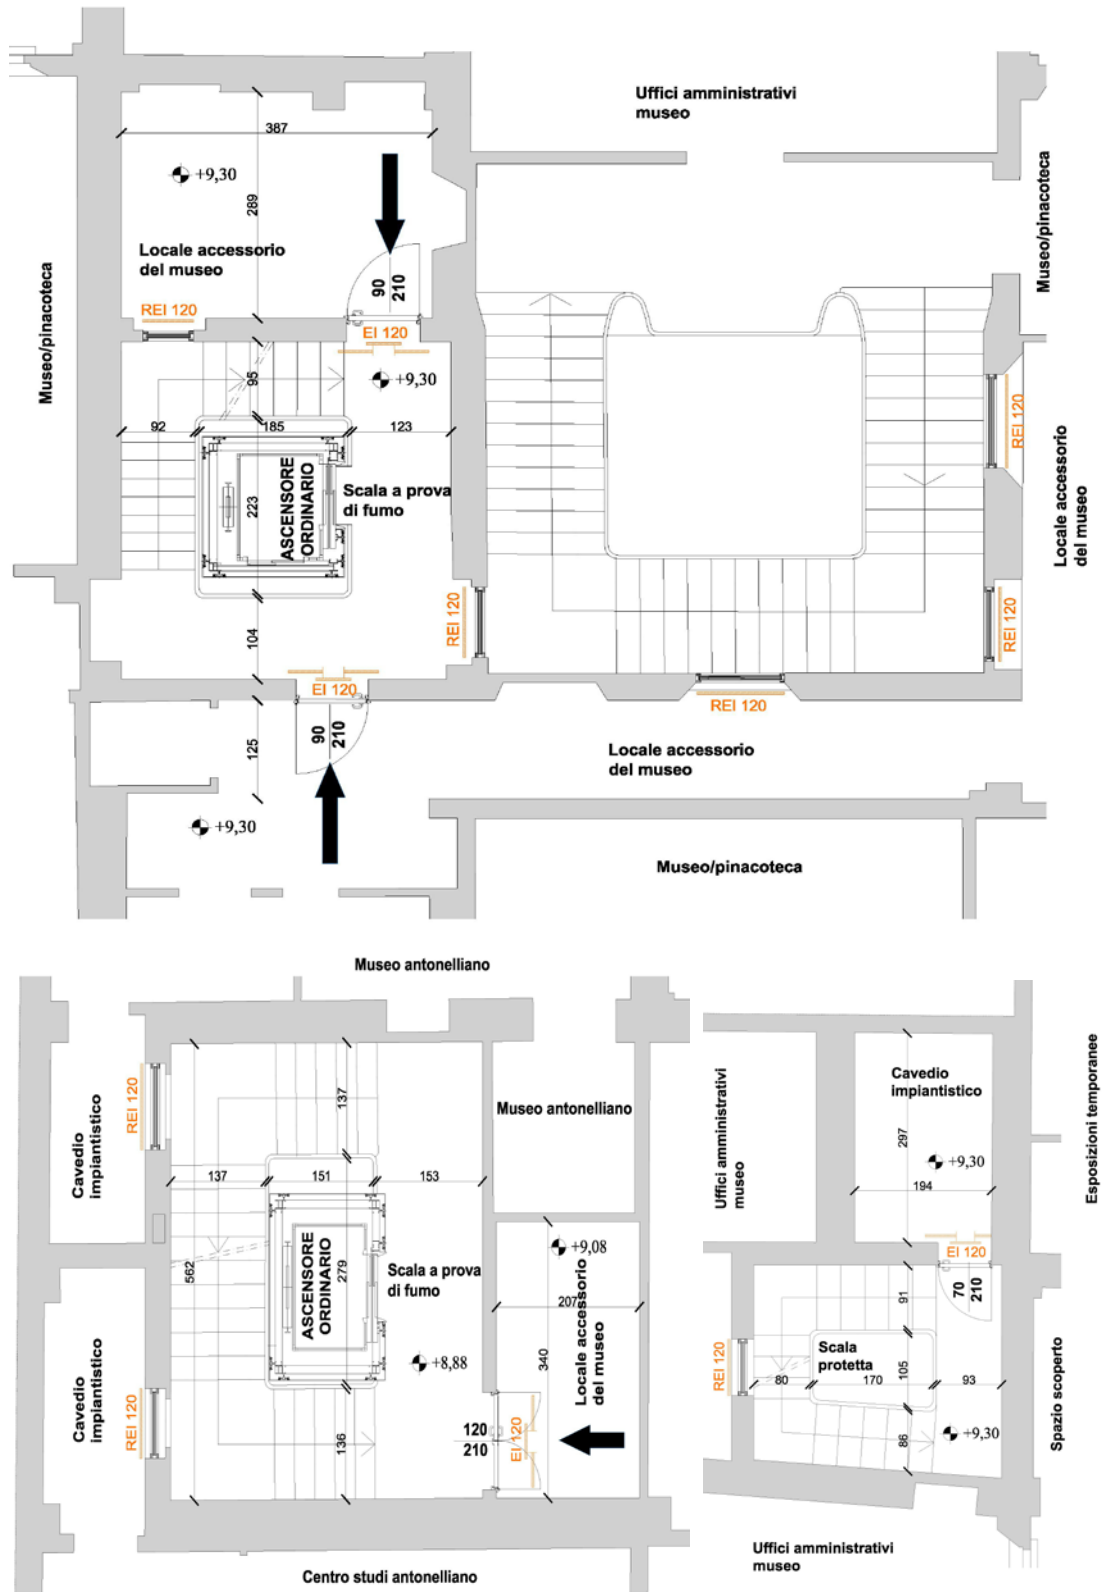 Uffici amministrativi
museo
387
+9,30
289
Museo/pinacoteca
Museo/pinacoteca
Locale accessorio
del museo
90
210
REI 120
EI 120
+9,30
95
92
185
123
REI 120
ASCENSORE
ORDINARIO
223
Scala a prova
di fumo
Locale accessorio
del museo
REI 120
REI 120
104
EI 120
REI 120
90
210
125
Locale accessorio
del museo
+9,30
Museo/pinacoteca
Museo antonelliano
REI 120
137
Cavedio
impiantistico
Museo antonelliano
137
151
153
562
ASCENSORE
ORDINARIO
279
Scala a prova
di fumo
+9,08
207
Locale accessorio
del museo
340
+8,88
Cavedio
impiantistico
REI 120
136
120
210
EI 120
Centro studi antonelliano
Uffici amministrativi
museo
Cavedio
impiantistico
297
+9,30
194
Esposizioni temporanee
EI 120
70
210
91
REI 120
Scala
protetta
105
80
170
93
86
+9,30
Spazio scoperto
Uffici amministrativi
museo